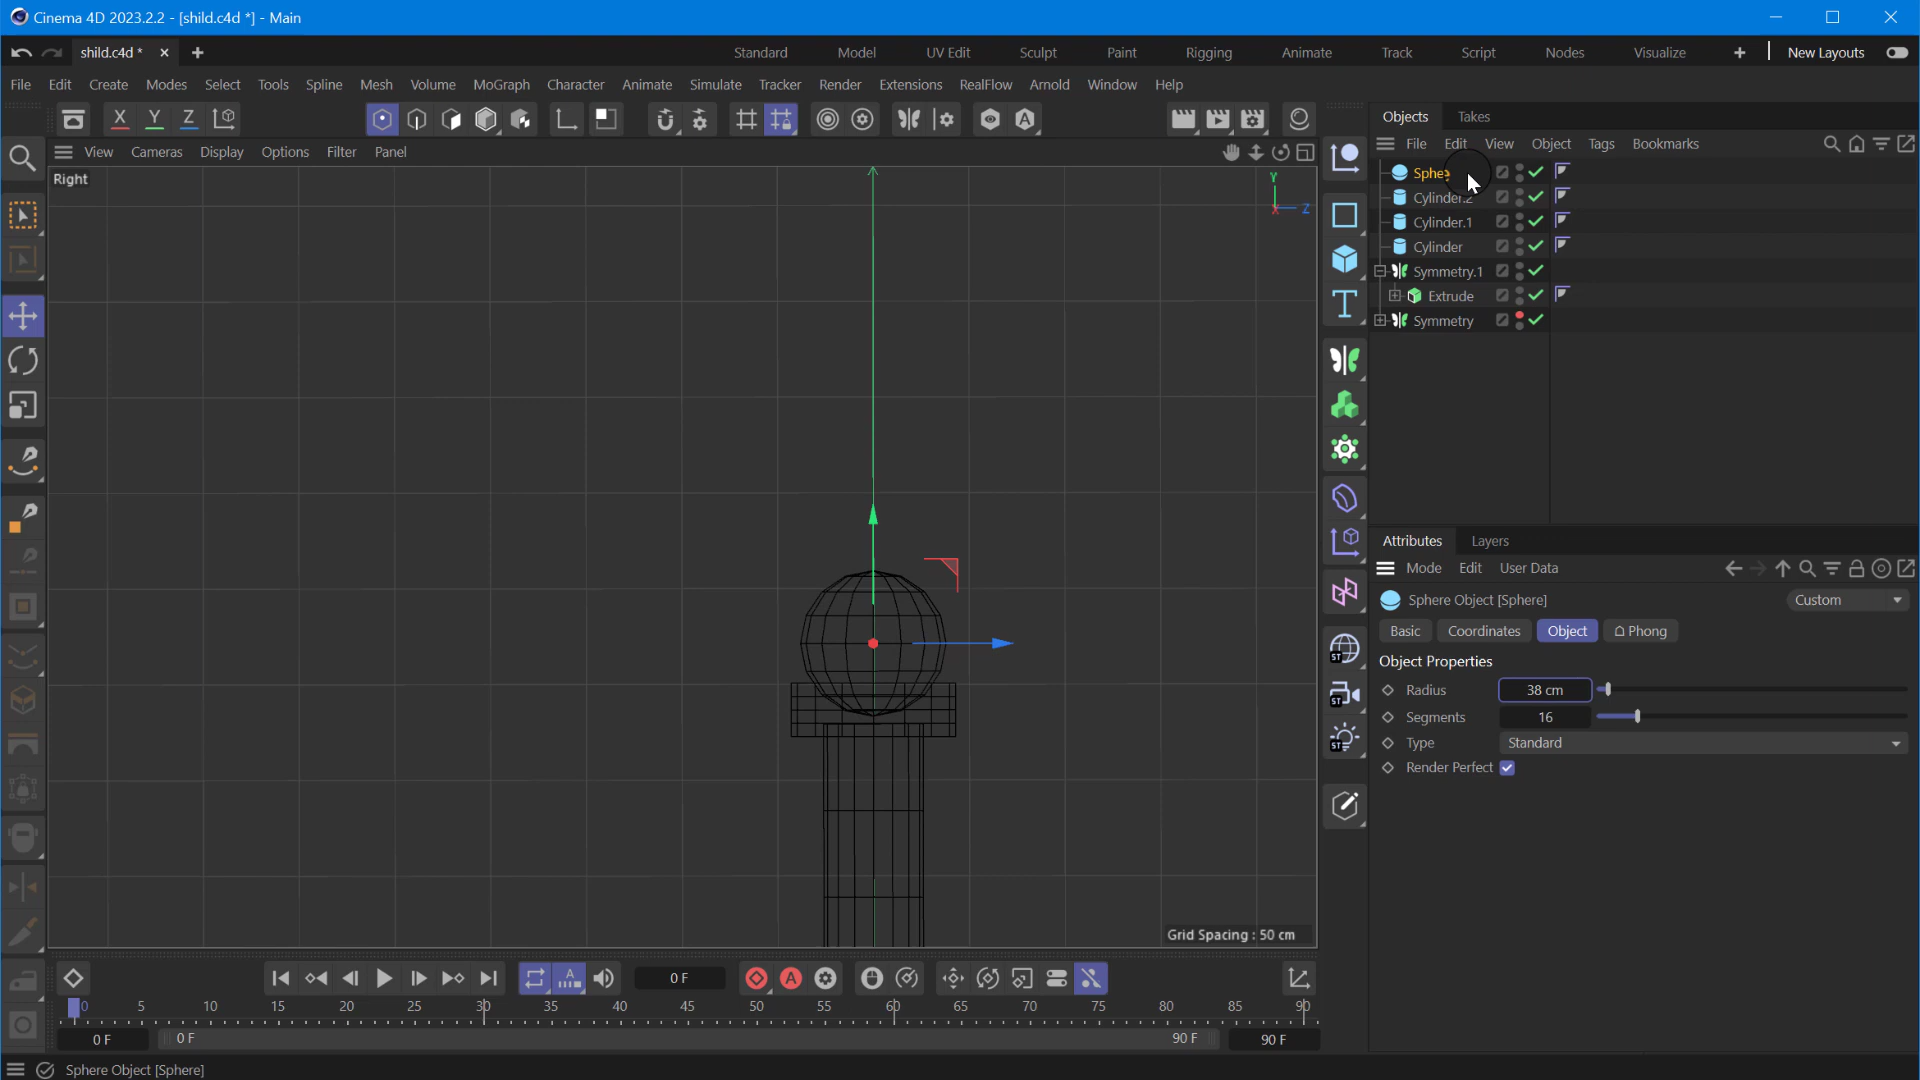 Cinema 4D 2023.2.2 - [shild.c4d *] - Main
shild.c4d *
Standard Model UV Edit Sculpt Paint Rigging Animate Track Script Nodes Visualize New Layouts
File Edit Create Modes Select Tools Spline Mesh Volume MoGraph Character Animate Simulate Tracker Render Extensions RealFlow Arnold Window Help
X Y Z
Objects Takes
View Cameras Display Options Filter Panel
File Edit View Object Tags Bookmarks
Right
Y
X Z
Sphe
Cylinder.2
Cylinder.1
Cylinder
Symmetry.1
Extrude
Symmetry
Attributes Layers
Mode Edit User Data
Sphere Object [Sphere] Custom
Basic Coordinates Object Phong
Object Properties
Radius 38 cm
Segments 16
Type Standard
Render Perfect
ST
ST
ST
Grid Spacing : 50 cm
0 F
0 5 10 15 20 25 30 35 40 45 50 55 60 65 70 75 80 85 90
0 F 0 F 90 F 90 F
Sphere Object [Sphere]